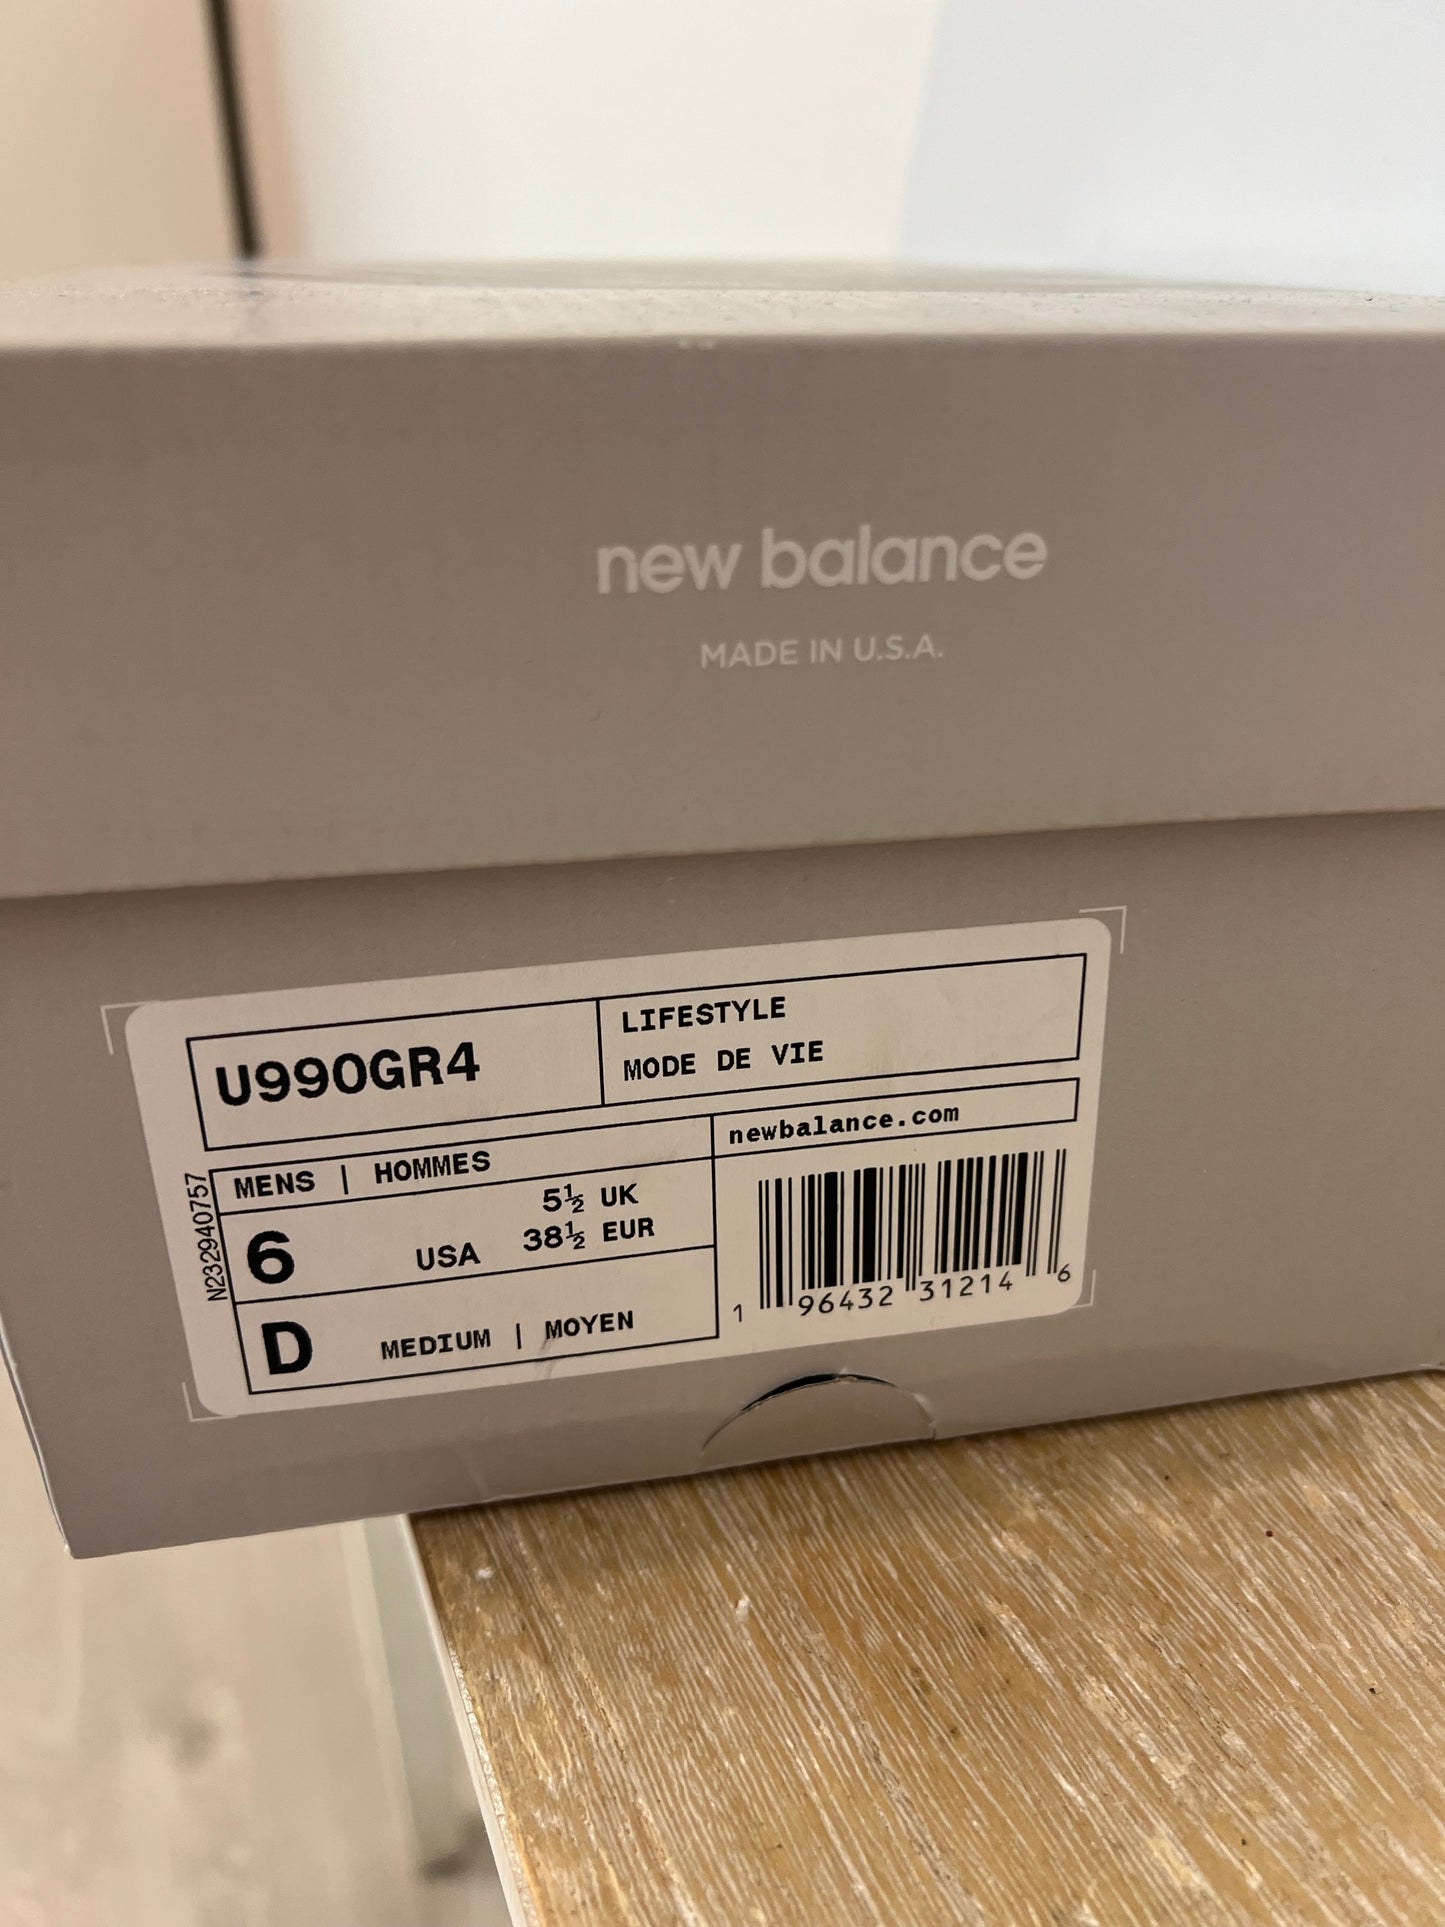 new balance
MADE IN U.S.A.
U990GR4
LIFESTYLE
MODE DE VIE
newbalance.com
MENS | HOMMES
6 USA 5½ UK
38½ EUR
D MEDIUM | MOYEN
N232940757
1 96432 31214 6